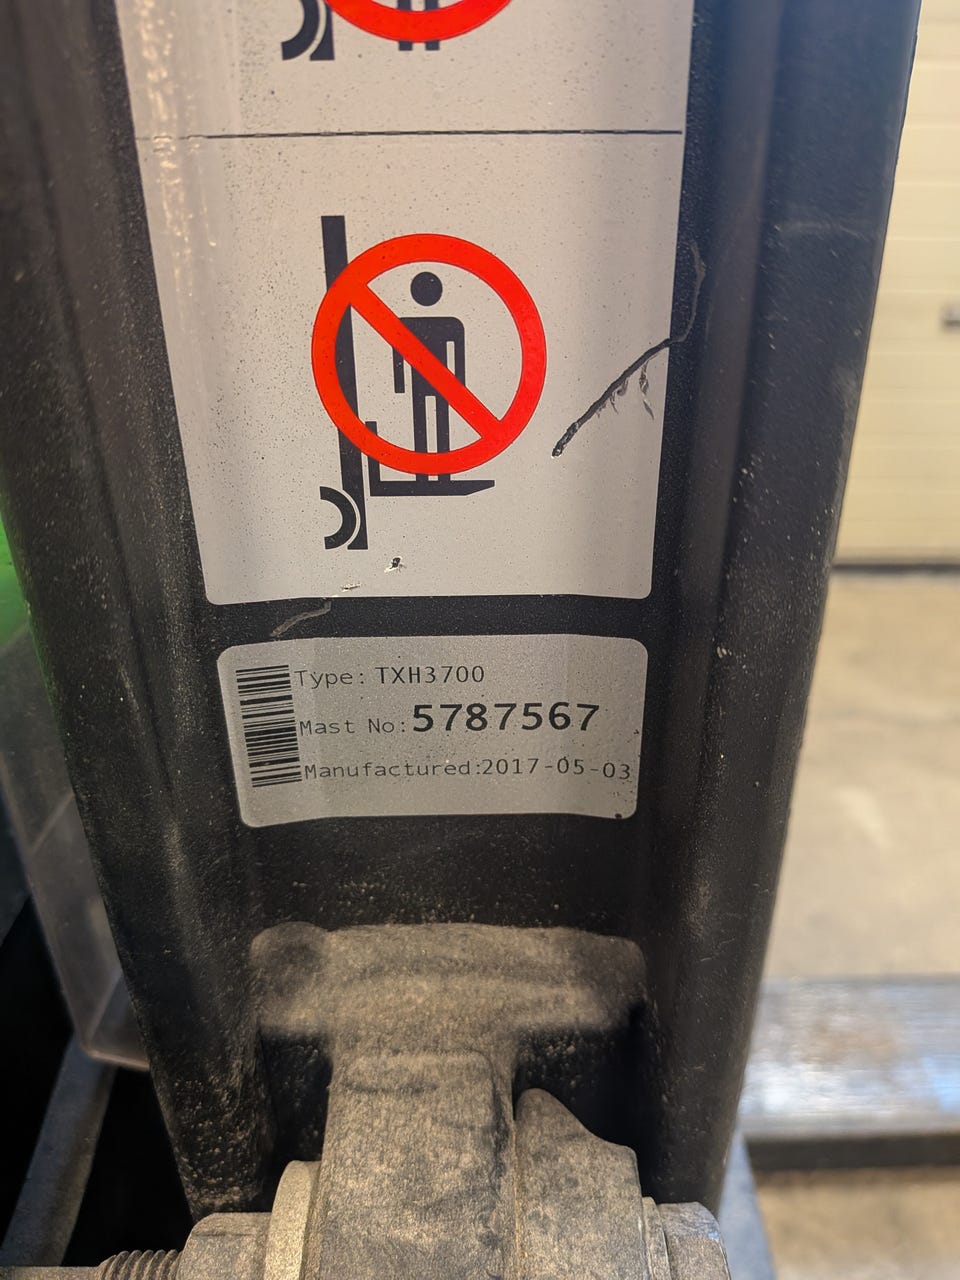 Type: TXH3700
Mast No: 5787567
Manufactured:2017-05-03